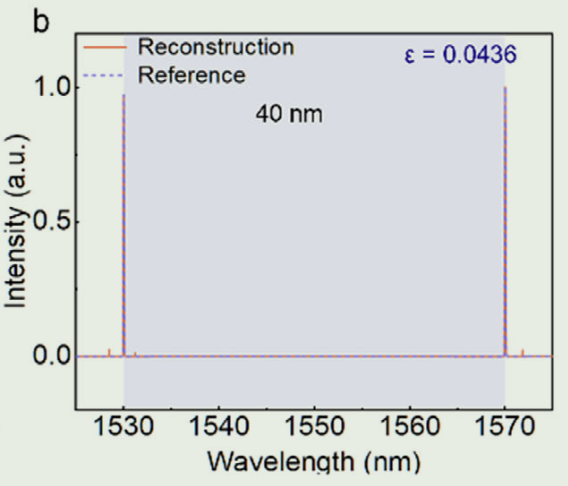 b
Reconstruction
Reference
ε = 0.0436
40 nm
1.0
0.5
0.0
Intensity (a.u.)
1530 1540 1550 1560 1570
Wavelength (nm)